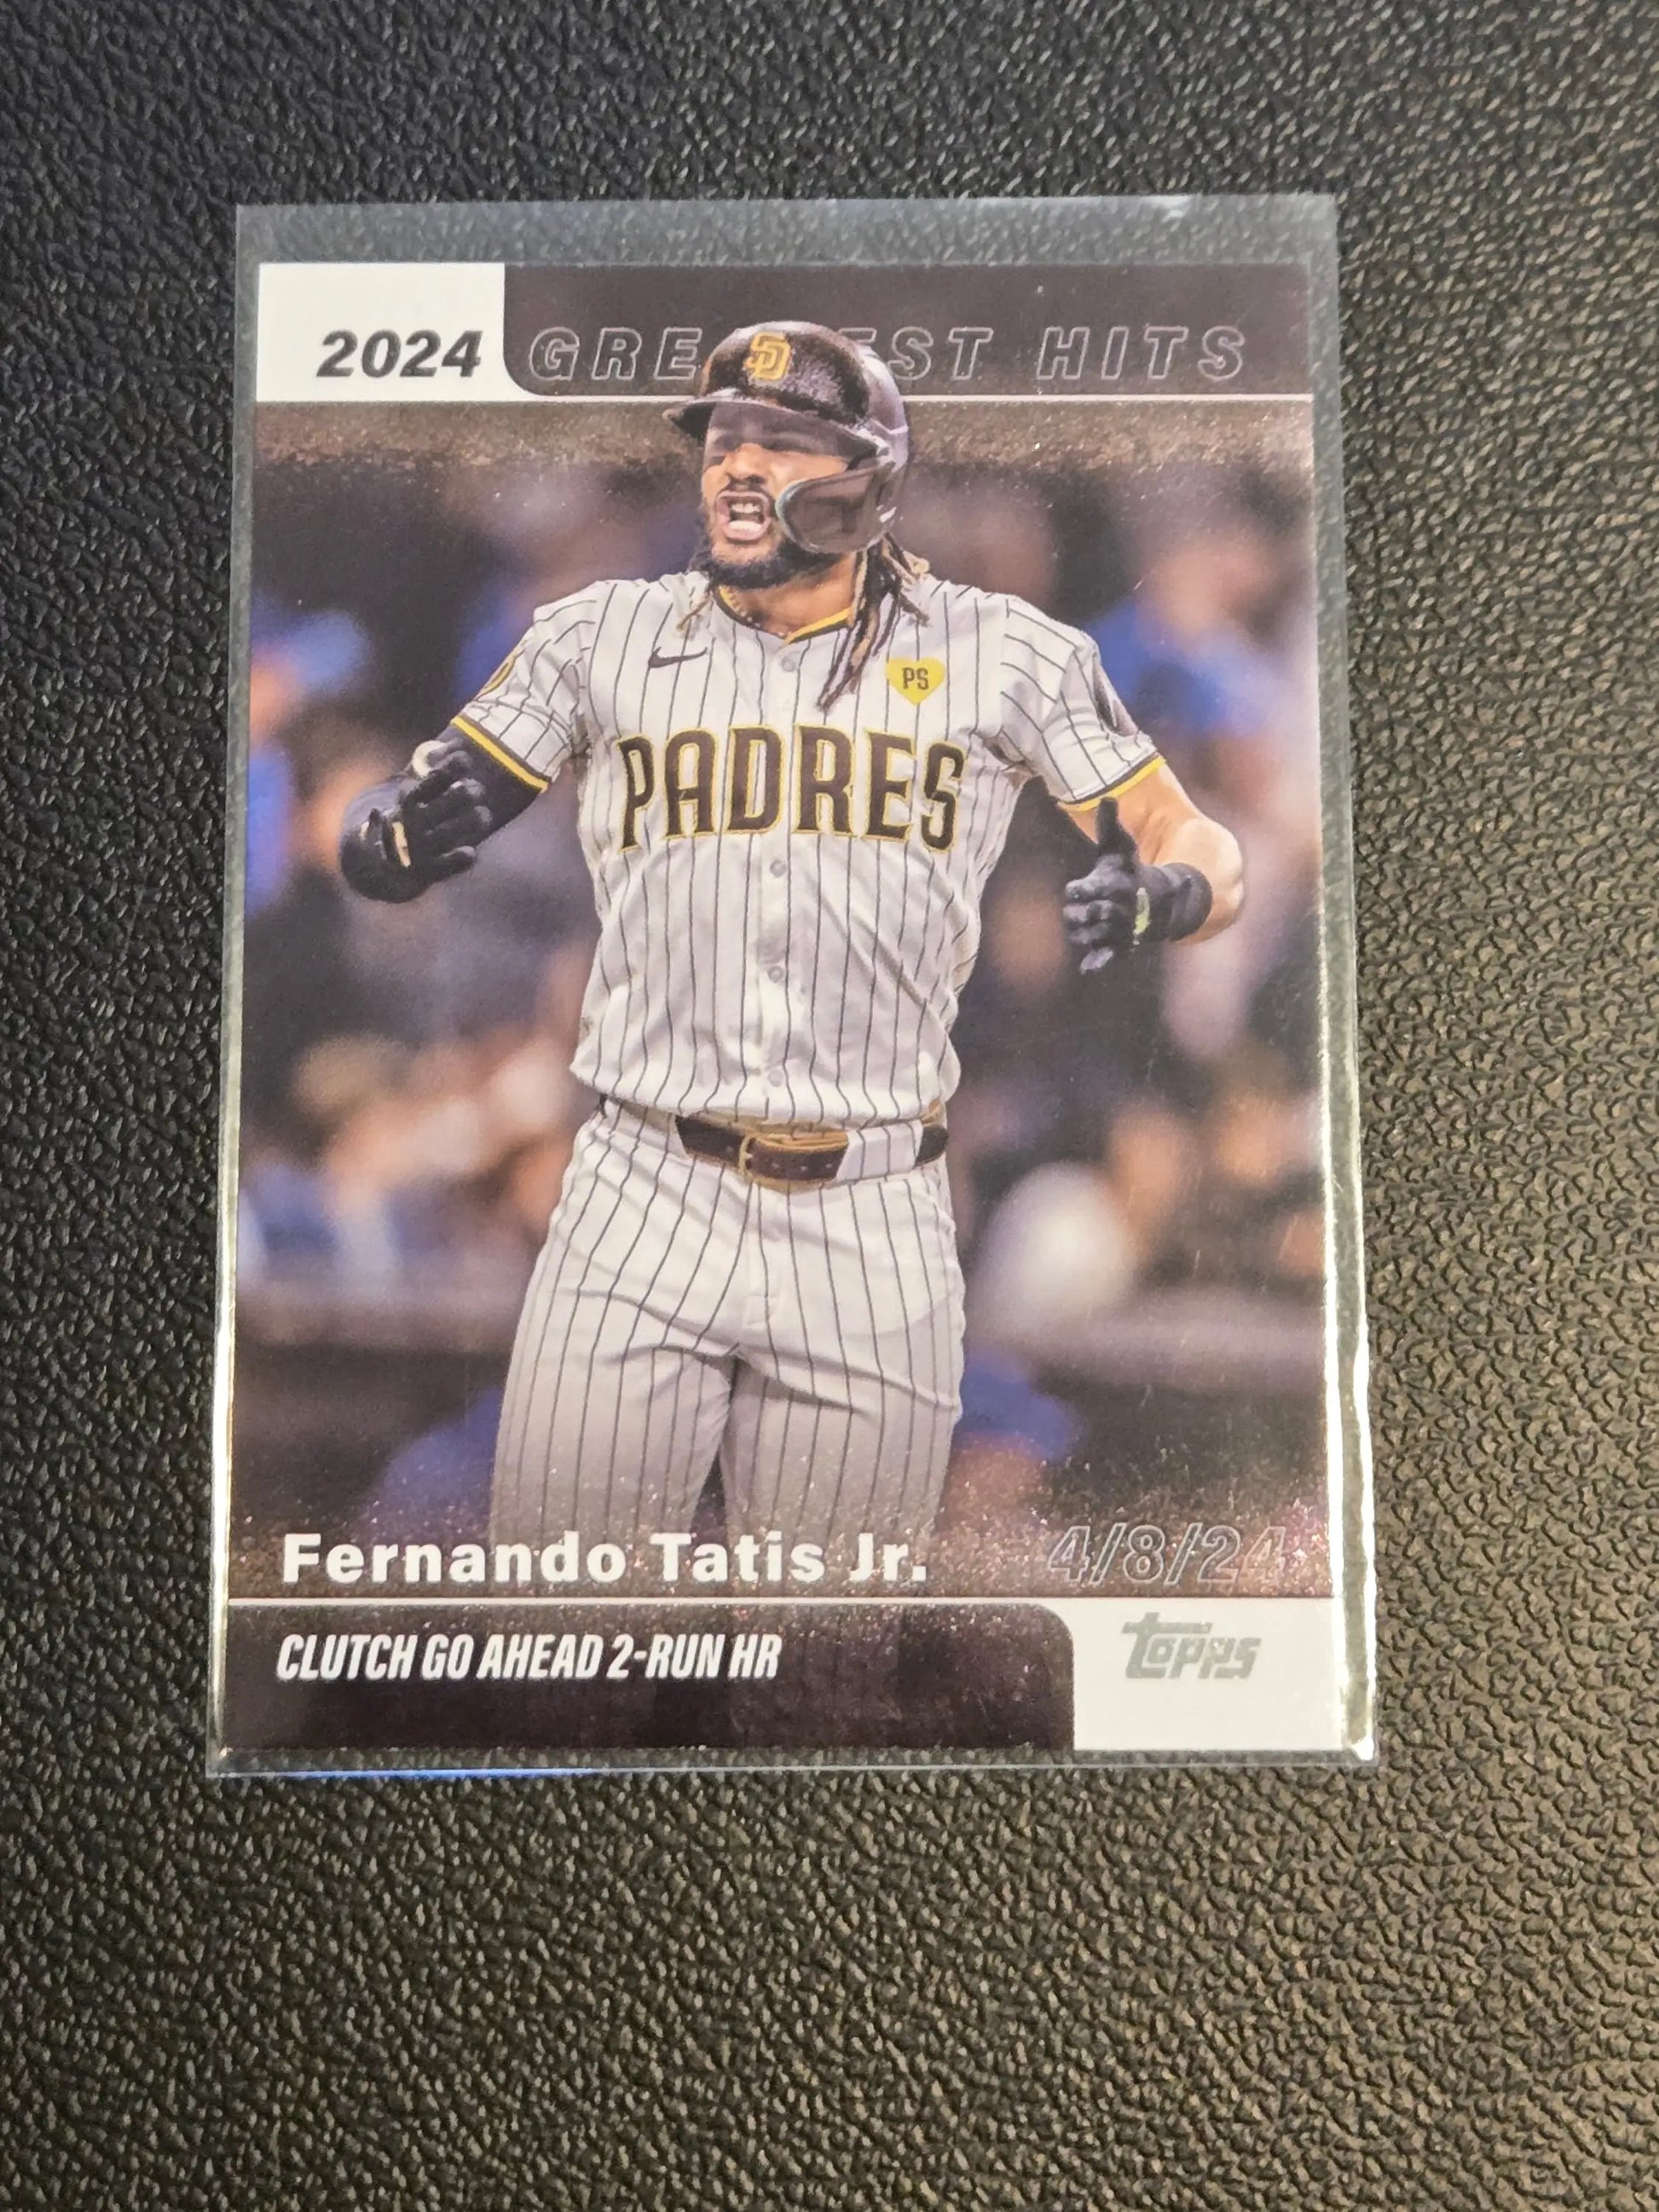 2024 GREATEST HITS
SD
PS
PADRES
Fernando Tatis Jr. 4/8/24
CLUTCH GO AHEAD 2-RUN HR
topps